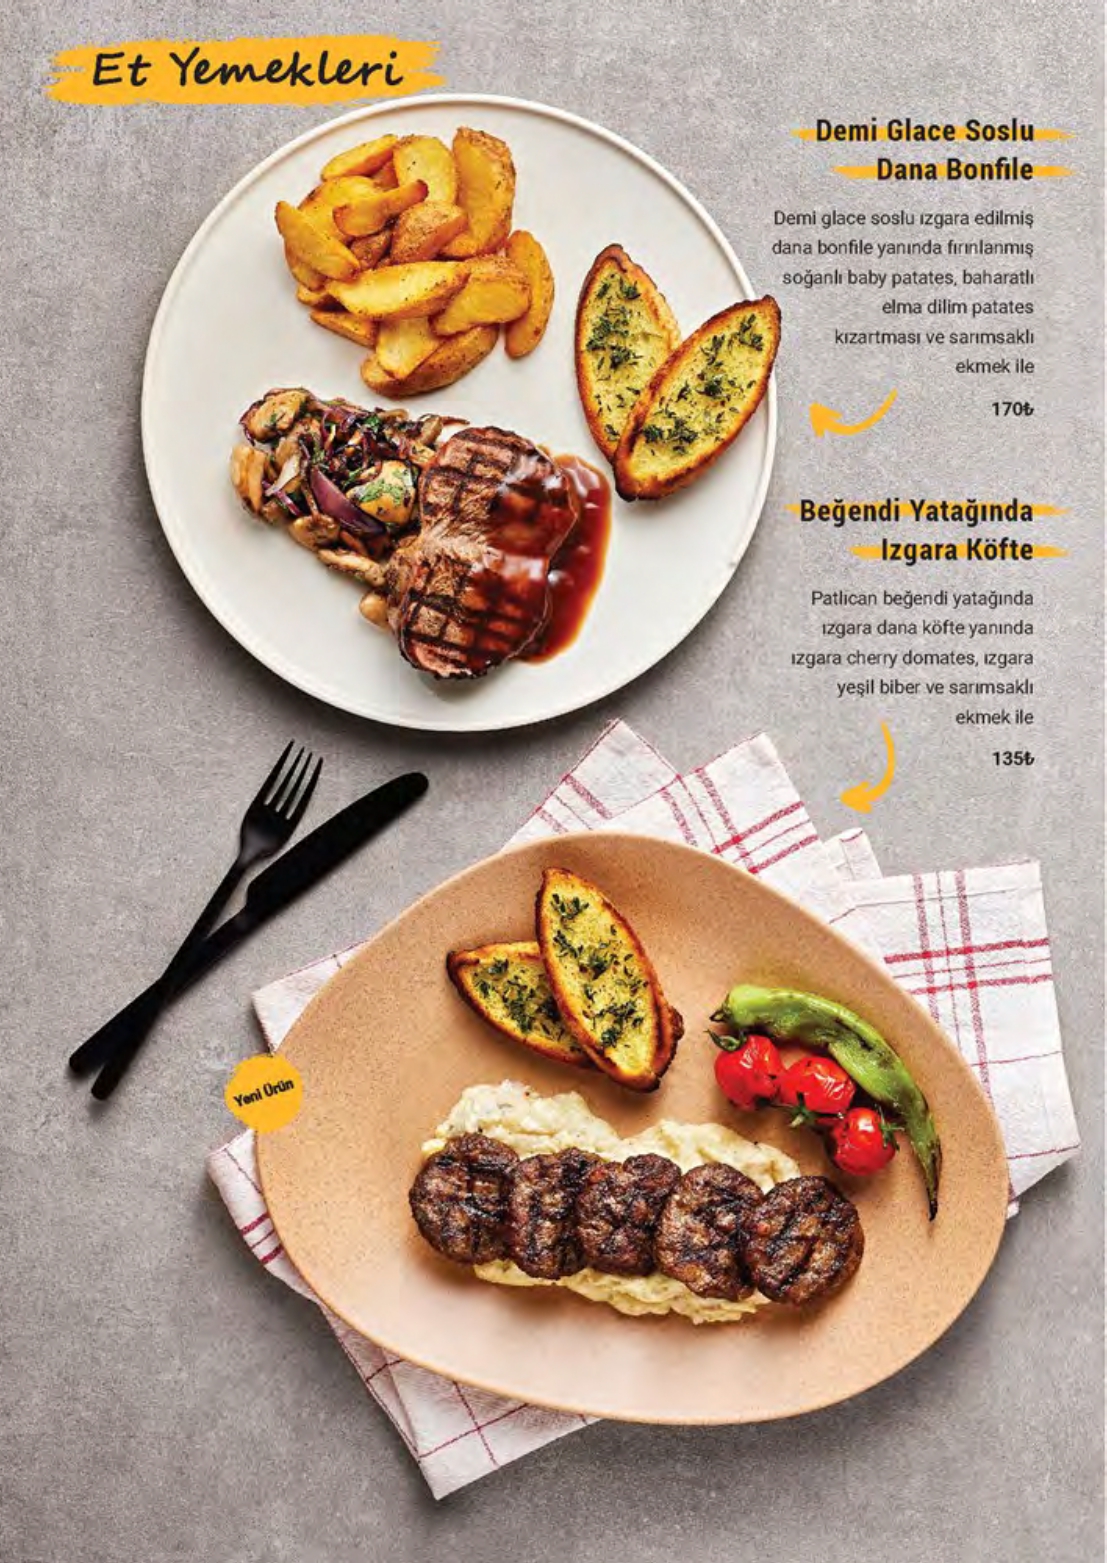 Et Yemekleri
Demi Glace Soslu
Dana Bonfile
Demi glace soslu ızgara edilmiş
dana bonfile yanında fırınlanmış
soğanlı baby patates, baharatlı
elma dilim patates
kızartması ve sarımsaklı
ekmek ile
170₺
Beğendi Yatağında
Izgara Köfte
Patlıcan beğendi yatağında
ızgara dana köfte yanında
ızgara cherry domates, ızgara
yeşil biber ve sarımsaklı
ekmek ile
135₺
Yeni Ürün